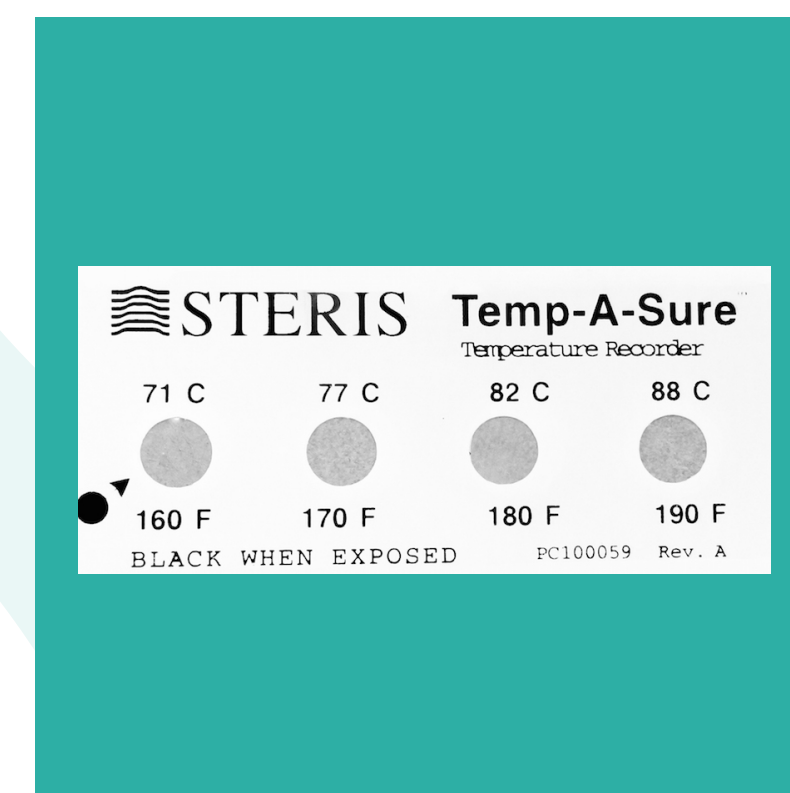 STERIS Temp-A-Sure
Temperature Recorder
71 C 77 C 82 C 88 C
160 F 170 F 180 F 190 F
BLACK WHEN EXPOSED PC100059 Rev. A